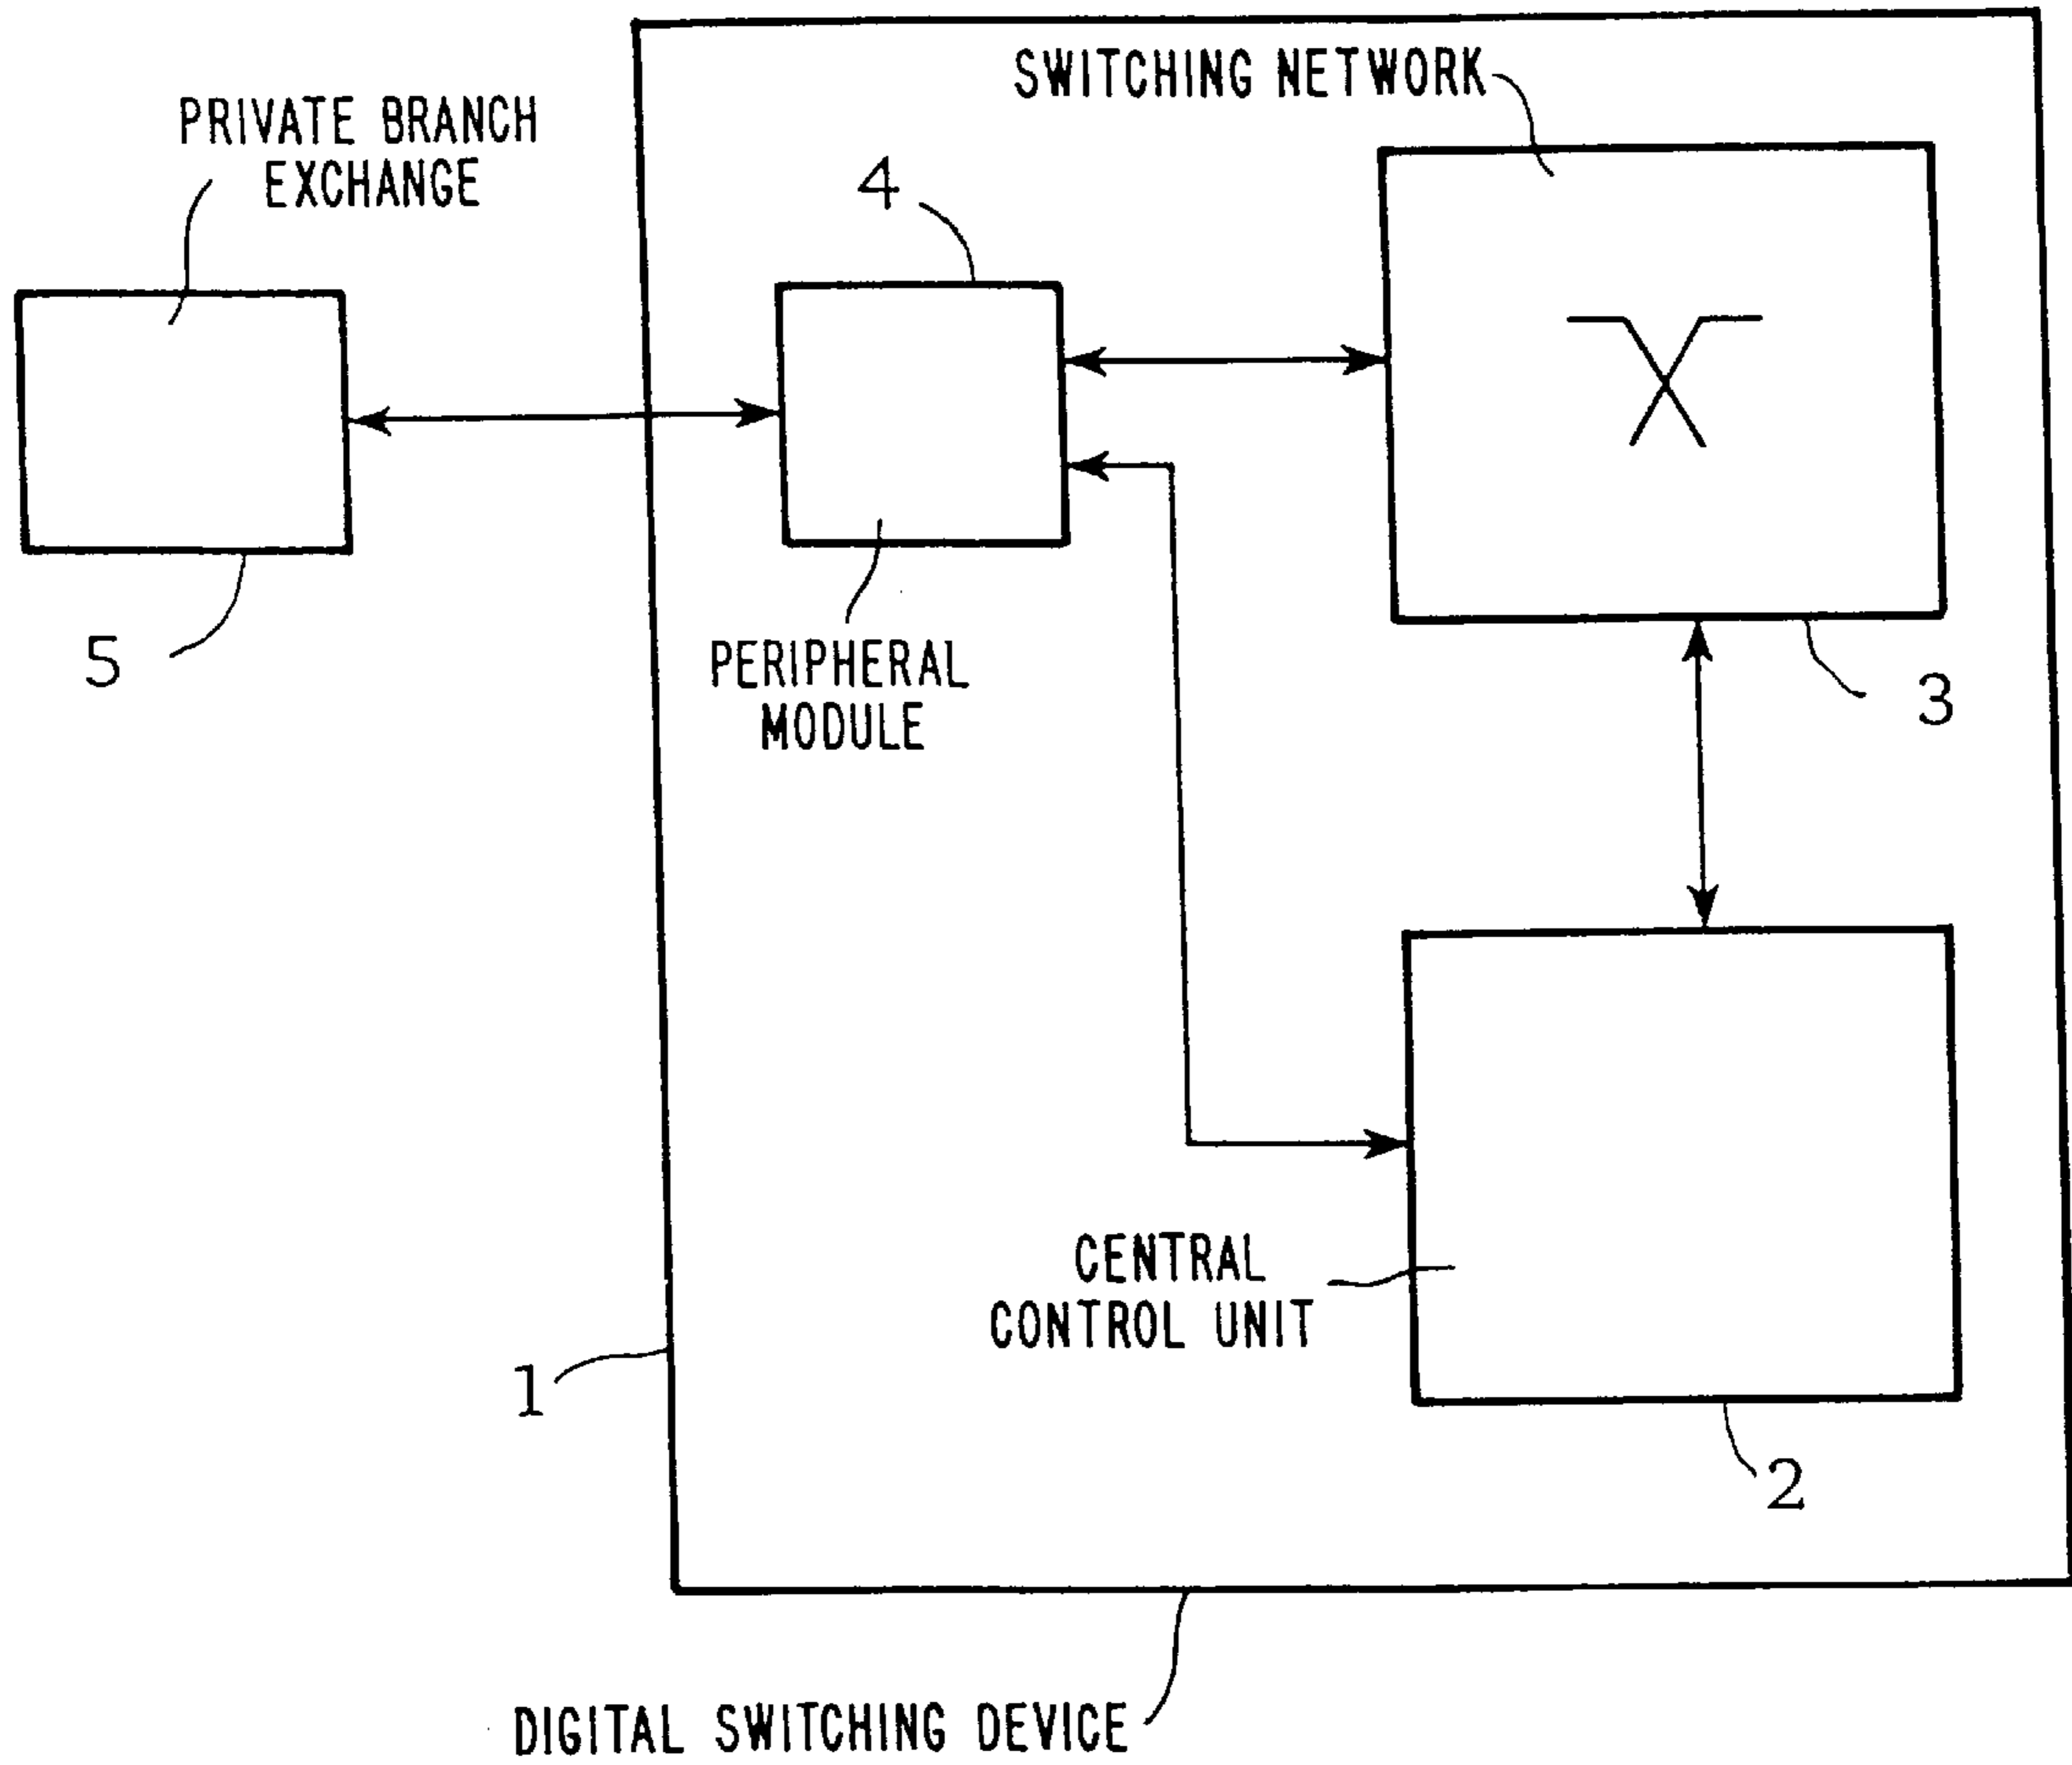 SWITCHING NETWORK
PRIVATE BRANCH
EXCHANGE
4
5
PERIPHERAL
MODULE
3
CENTRAL
CONTROL UNIT
1
2
DIGITAL SWITCHING DEVICE